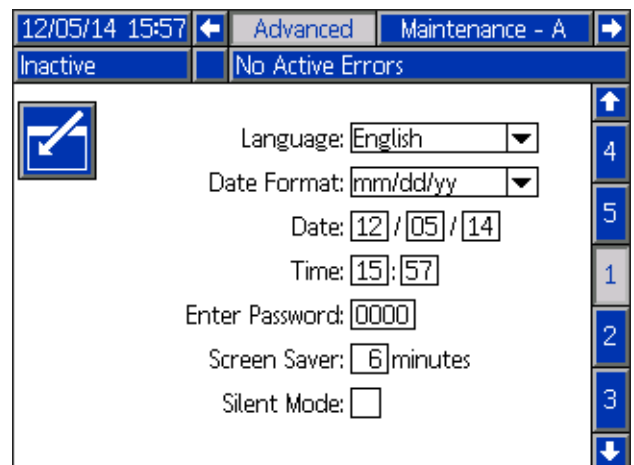 12/05/14 15:57 Advanced Maintenance - A
Inactive No Active Errors
Language: English
4
Date Format: mm/dd/yy
5
Date: 12 / 05 / 14
Time: 15 : 57
1
Enter Password: 0000
2
Screen Saver: 6 minutes
Silent Mode:
3